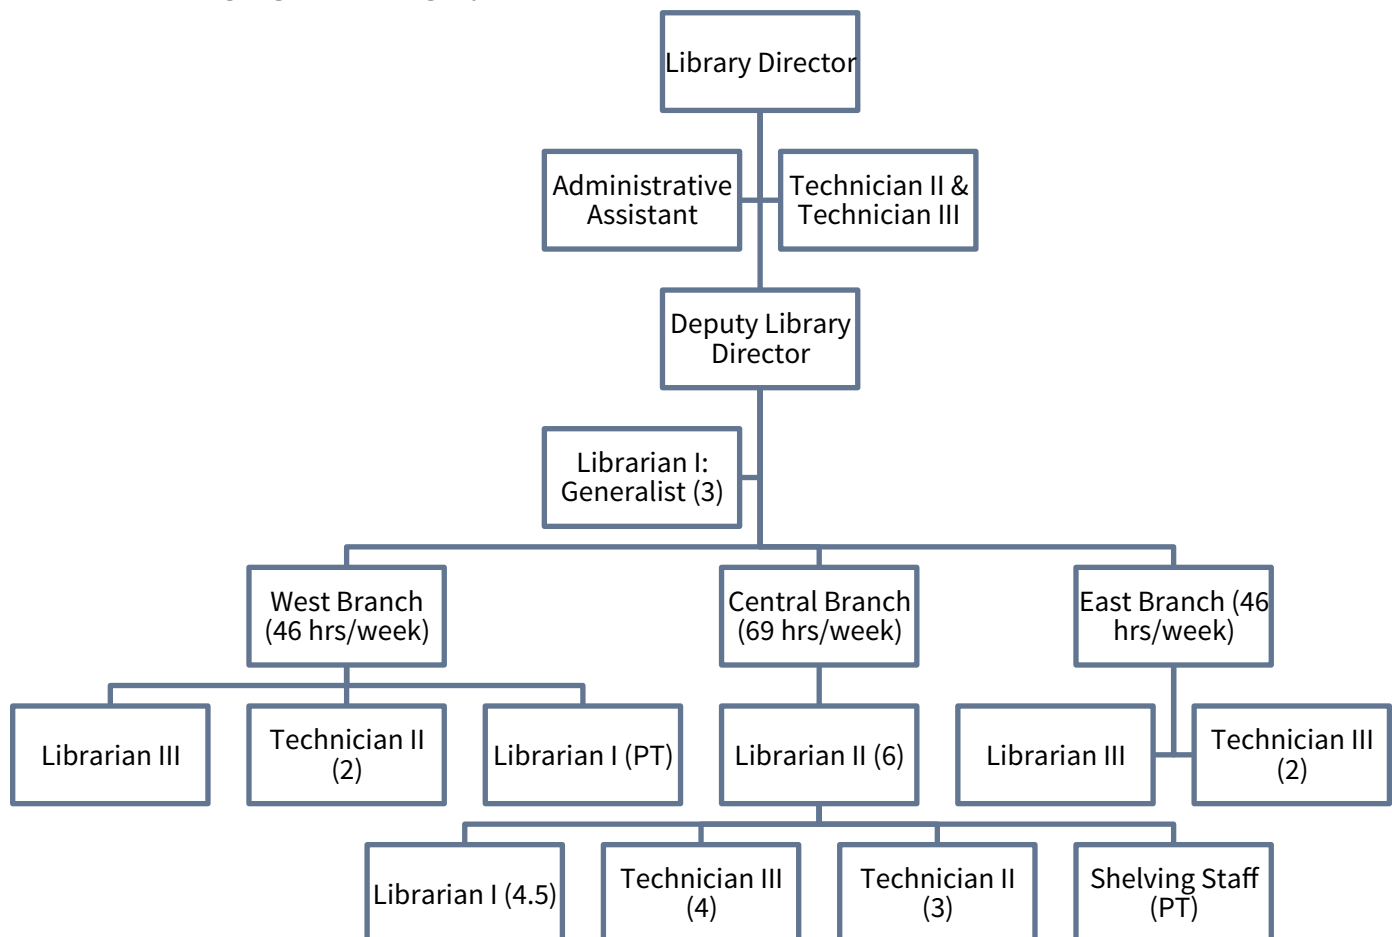 Library Director
Administrative
Assistant
Technician II &
Technician III
Deputy Library
Director
Librarian I:
Generalist (3)
West Branch
(46 hrs/week)
Central Branch
(69 hrs/week)
East Branch (46
hrs/week)
Librarian III
Technician II
(2)
Librarian I (PT)
Librarian II (6)
Librarian III
Technician III
(2)
Librarian I (4.5)
Technician III
(4)
Technician II
(3)
Shelving Staff
(PT)